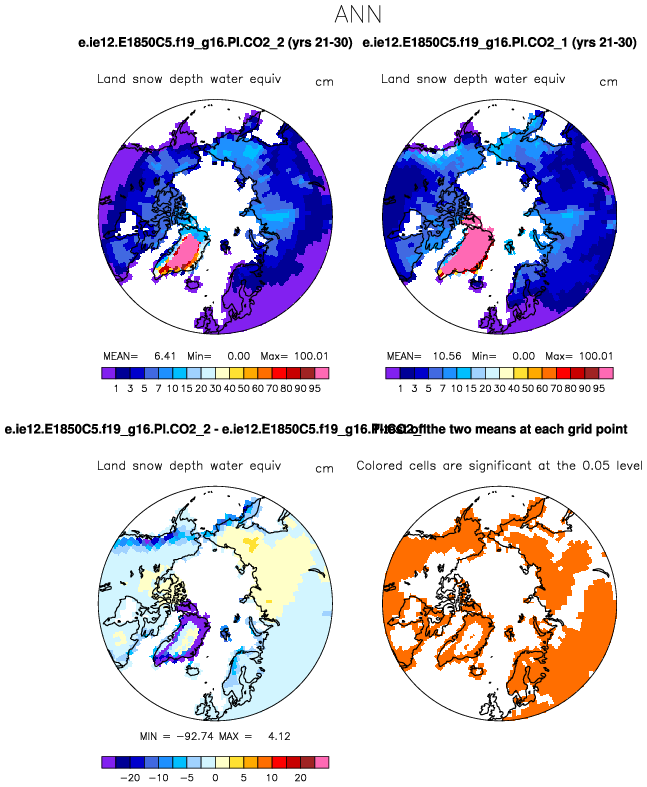 ANN
e.ie12.E1850C5.f19_g16.PI.CO2_2 (yrs 21-30) e.ie12.E1850C5.f19_g16.PI.CO2_1 (yrs 21-30)
Land snow depth water equiv cm Land snow depth water equiv cm
MEAN= 6.41 Min= 0.00 Max= 100.01 MEAN= 10.56 Min= 0.00 Max= 100.01
1 3 5 7 10 15 20 30 40 50 60 70 80 90 95 1 3 5 7 10 15 20 30 40 50 60 70 80 90 95
e.ie12.E1850C5.f19_g16.PI.CO2_2 - e.ie12.E1850C5.f19_g16. of the two means at each grid point
Land snow depth water equiv cm Colored cells are significant at the 0.05 level
MIN = -92.74 MAX = 4.12
-20 -10 -5 0 5 10 20